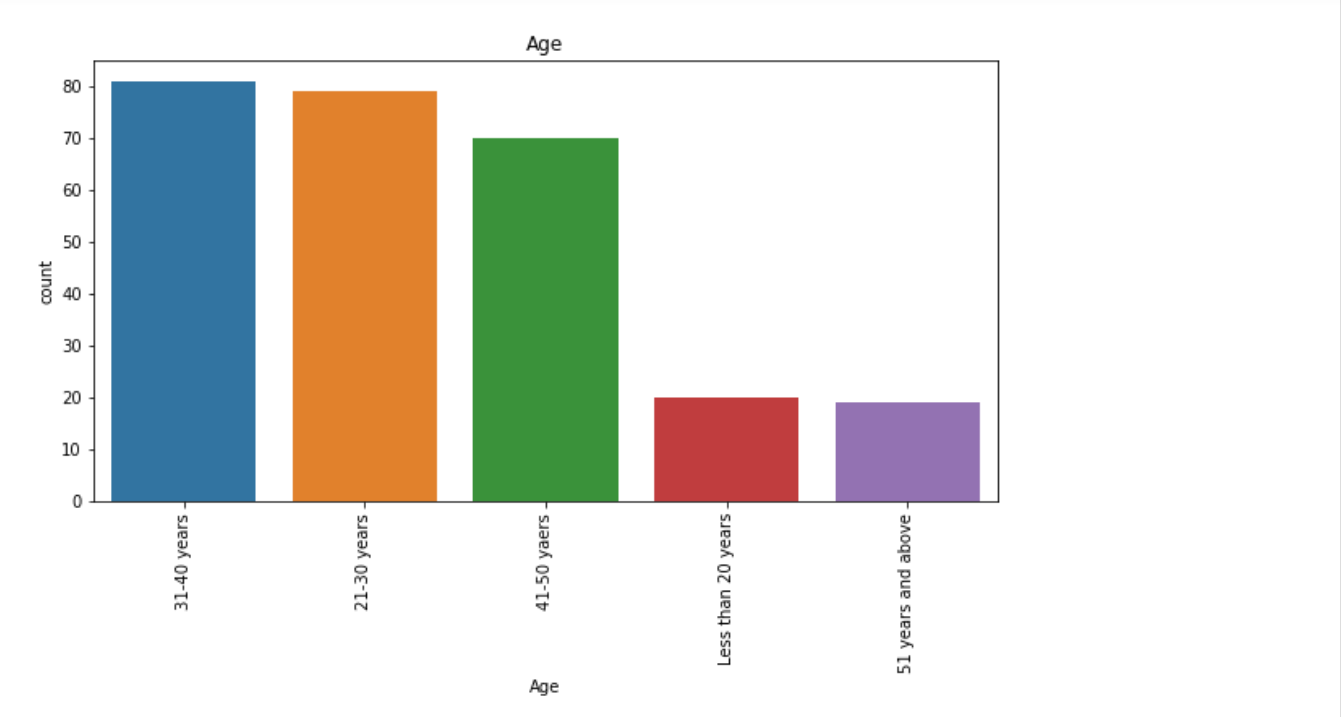 Age
80
70
60
50
40
30
20
10
0
count
31-40 years
21-30 years
41-50 yaers
Less than 20 years
51 years and above
Age